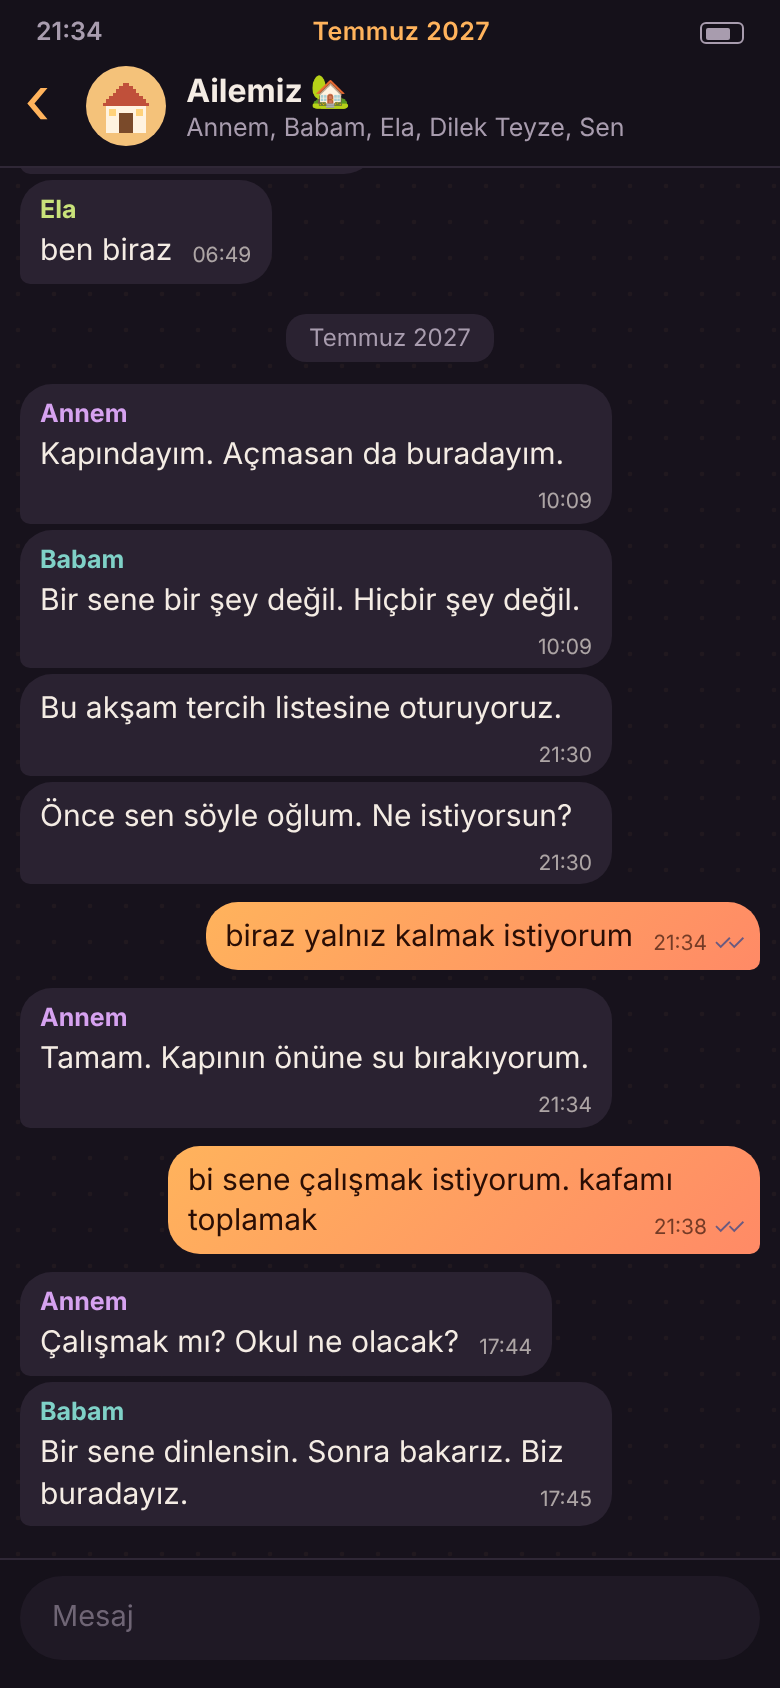 21:34
Temmuz 2027
Ailemiz 🏡
Annem, Babam, Ela, Dilek Teyze, Sen
Ela
ben biraz 06:49
Temmuz 2027
Annem
Kapındayım. Açmasan da buradayım.
10:09
Babam
Bir sene bir şey değil. Hiçbir şey değil.
10:09
Bu akşam tercih listesine oturuyoruz.
21:30
Önce sen söyle oğlum. Ne istiyorsun?
21:30
biraz yalnız kalmak istiyorum 21:34
Annem
Tamam. Kapının önüne su bırakıyorum.
21:34
bi sene çalışmak istiyorum. kafamı
toplamak 21:38
Annem
Çalışmak mı? Okul ne olacak? 17:44
Babam
Bir sene dinlensin. Sonra bakarız. Biz
buradayız. 17:45
Mesaj